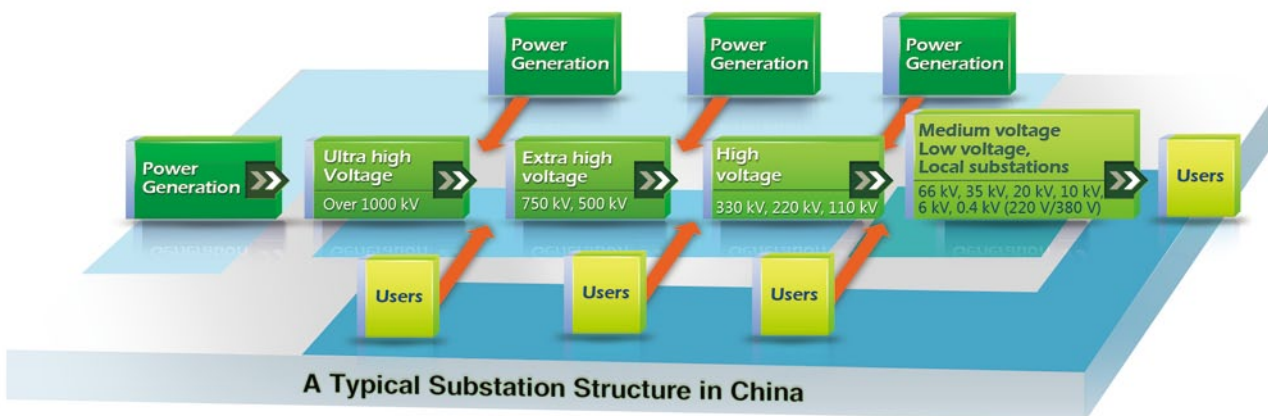 Power
Generation
Power
Generation
Power
Generation
Power
Generation
Ultra high
Voltage
Over 1000 kV
Extra high
voltage
750 kV, 500 kV
High
voltage
330 kV, 220 kV, 110 kV
Medium voltage
Low voltage,
Local substations
66 kV, 35 kV, 20 kV, 10 kV,
6 kV, 0.4 kV (220 V/380 V)
Users
Users
Users
Users
A Typical Substation Structure in China